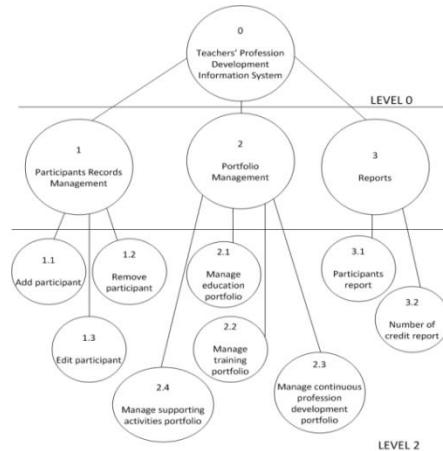 0
Teachers' Profession
Development
Information System
LEVEL 0
1
Participants Records
Management
2
Portfolio
Management
3
Reports
1.1
Add participant
1.2
Remove
participant
1.3
Edit participant
2.1
Manage
education
portfolio
2.2
Manage
training
portfolio
2.3
Manage continuous
profession
development
portfolio
2.4
Manage supporting
activities portfolio
3.1
Participants
report
3.2
Number of
credit report
LEVEL 2